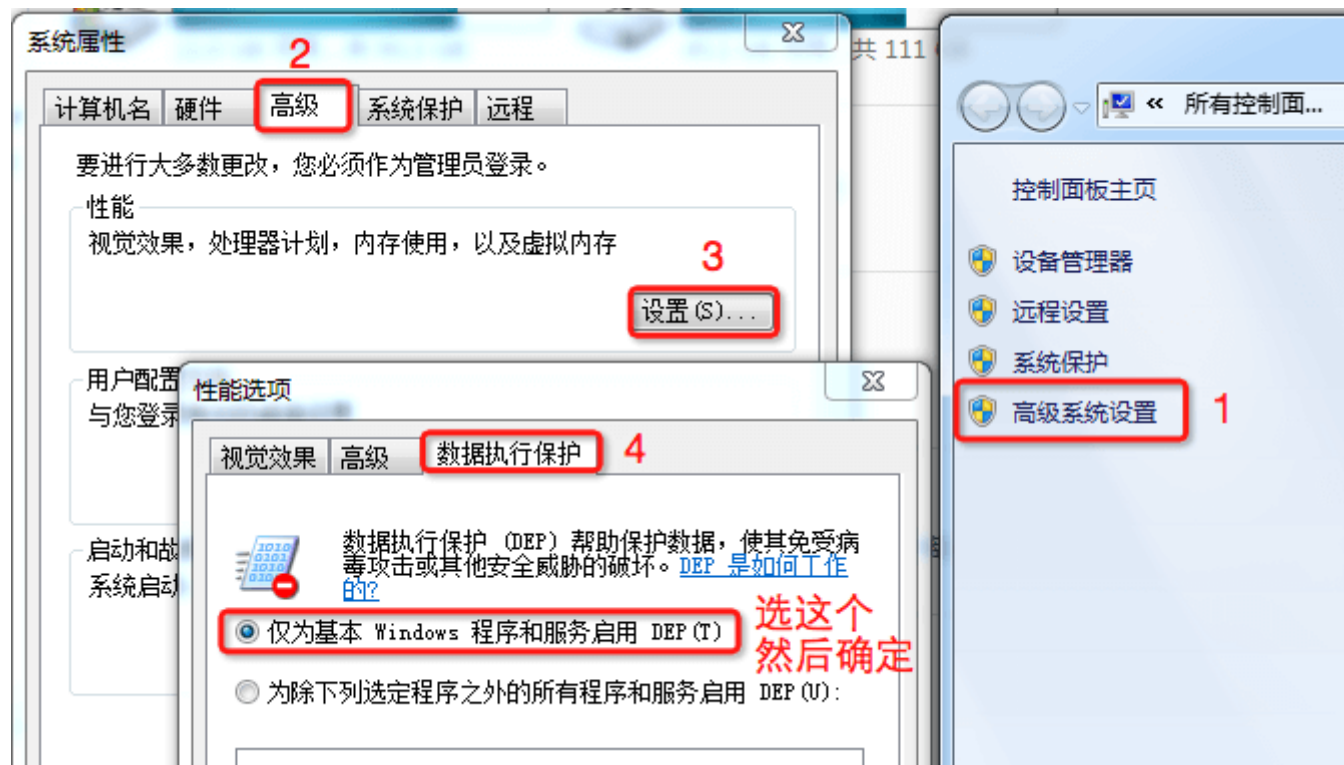 系统属性
2
共 111
计算机名 硬件 高级 系统保护 远程
要进行大多数更改，您必须作为管理员登录。
性能
视觉效果，处理器计划，内存使用，以及虚拟内存
3
设置(S)...
用户配置
与您登录
启动和故
系统启动
性能选项
视觉效果 高级 数据执行保护 4
数据执行保护 (DEP) 帮助保护数据，使其免受病
毒攻击或其他安全威胁的破坏。DEP 是如何工作
的?
仅为基本 Windows 程序和服务启用 DEP(T)
选这个
然后确定
为除下列选定程序之外的所有程序和服务启用 DEP(U):
« 所有控制面...
控制面板主页
设备管理器
远程设置
系统保护
高级系统设置 1